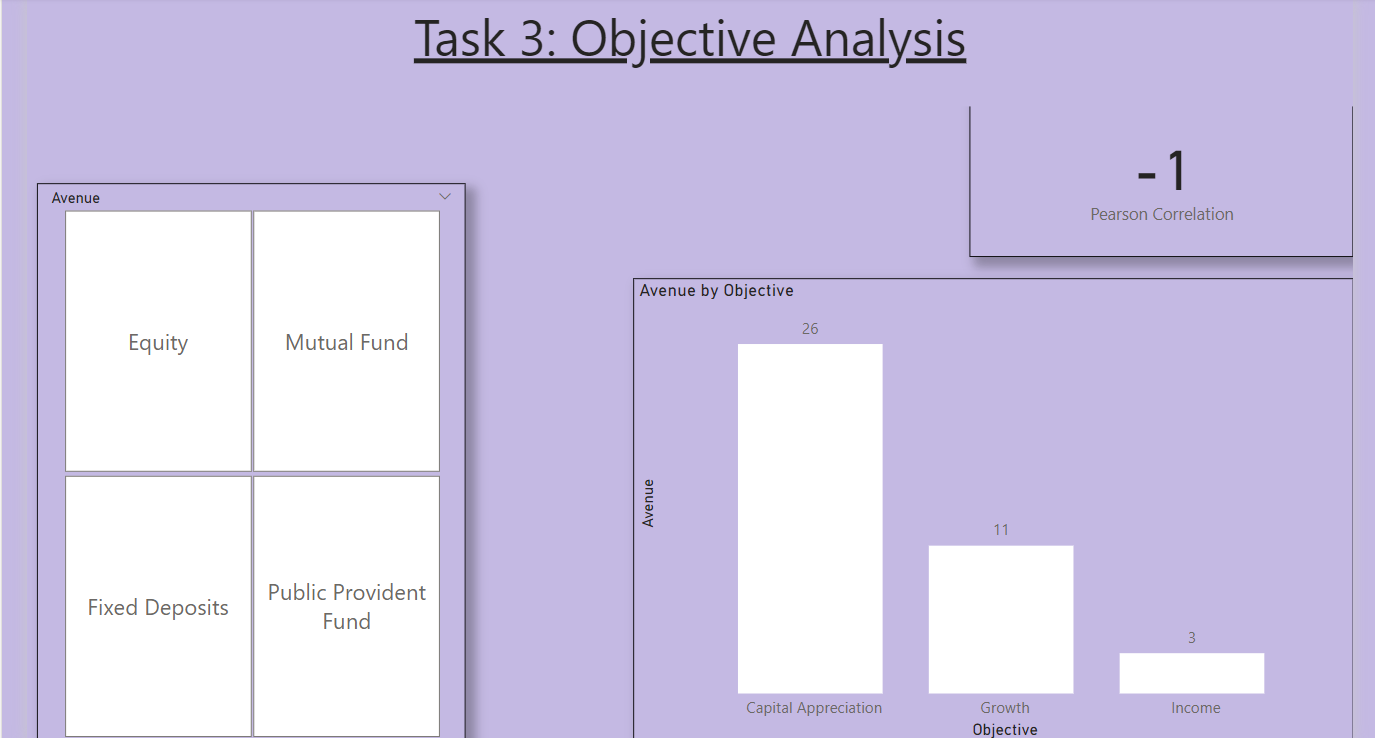 Task 3: Objective Analysis
-1
Pearson Correlation
Avenue
Equity
Mutual Fund
Fixed Deposits
Public Provident
Fund
Avenue by Objective
26
11
3
Avenue
Capital Appreciation
Growth
Income
Objective